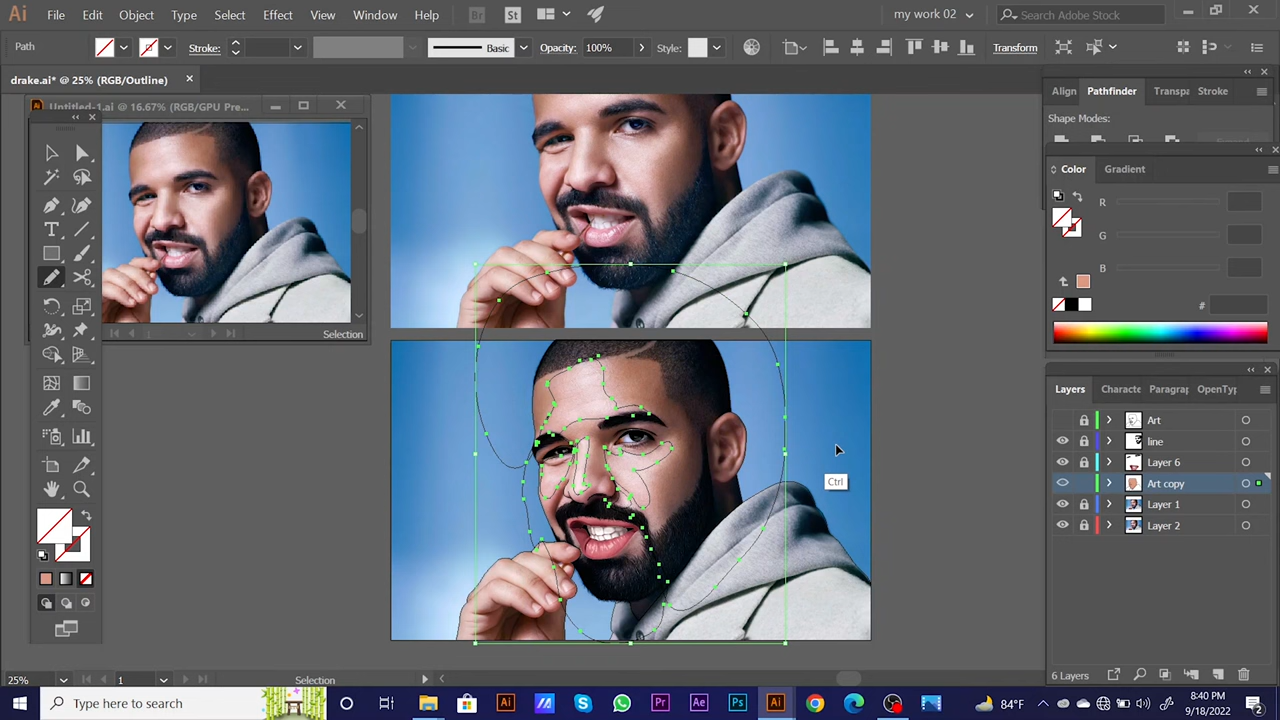 Ai File Edit Object Type Select Effect View Window Help Br St my work 02 Search Adobe Stock
Path Stroke: Basic Opacity: 100% Style: Transform
drake.ai* @ 25% (RGB/Outline)
Untitled-1.ai @ 16.67% (RGB/GPU Pre...
Align Pathfinder Transpa Stroke
Shape Modes:
Color Gradient
R
G
B
#
1 Selection
Layers Characte Paragra OpenTyp
Art
line
Layer 6
Art copy
Layer 1
Layer 2
Ctrl
6 Layers
25% 1 Selection
Type here to search
84°F
8:40 PM
9/18/2022